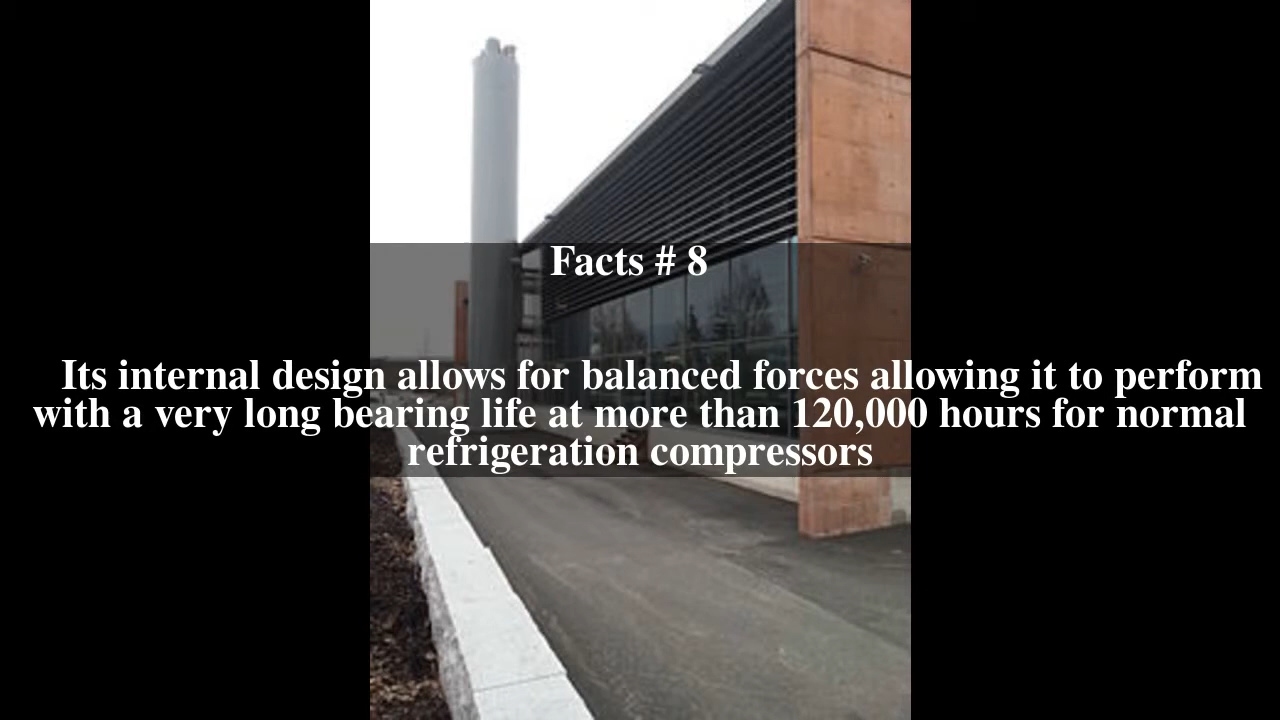 Facts # 8
Its internal design allows for balanced forces allowing it to perform
with a very long bearing life at more than 120,000 hours for normal
refrigeration compressors